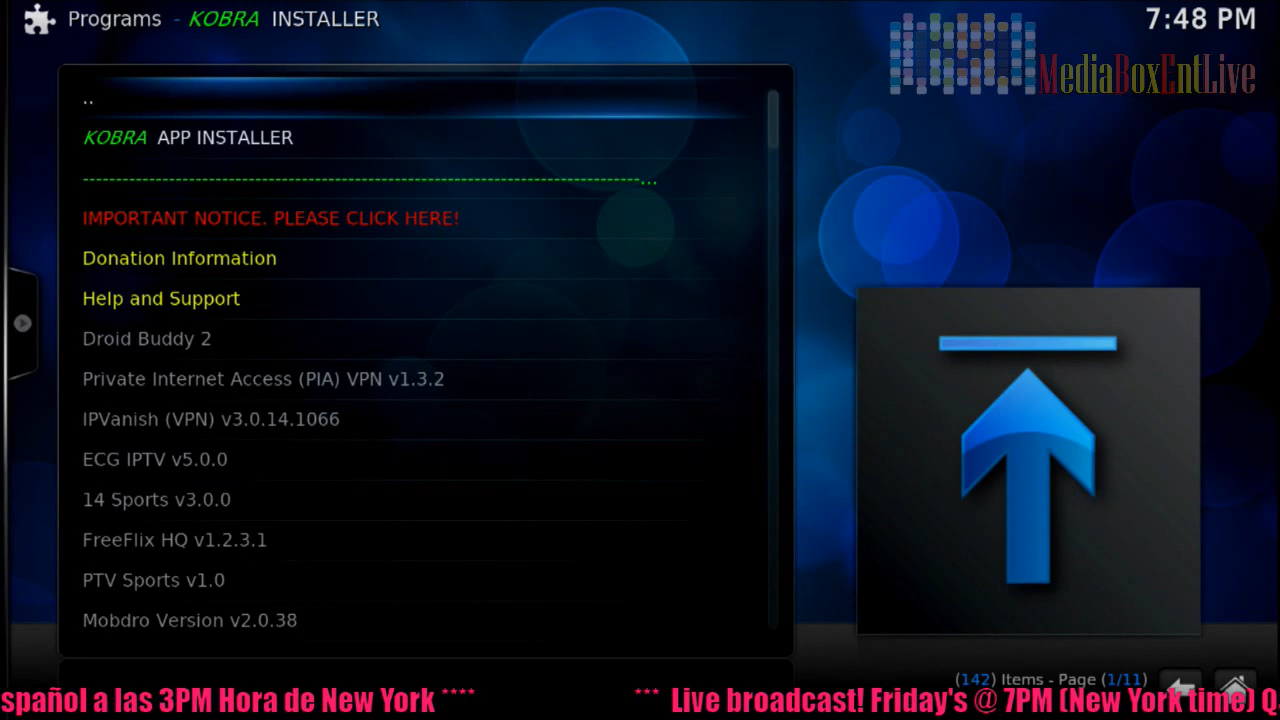 Programs - KOBRA INSTALLER
7:48 PM
MediaBoxEntLive
..
KOBRA APP INSTALLER
----------------------------------------------------------------------...
IMPORTANT NOTICE. PLEASE CLICK HERE!
Donation Information
Help and Support
Droid Buddy 2
Private Internet Access (PIA) VPN v1.3.2
IPVanish (VPN) v3.0.14.1066
ECG IPTV v5.0.0
14 Sports v3.0.0
FreeFlix HQ v1.2.3.1
PTV Sports v1.0
Mobdro Version v2.0.38
(142) Items - Page (1/11)
spañol a las 3PM Hora de New York **** *** Live broadcast! Friday's @ 7PM (New York time) Q